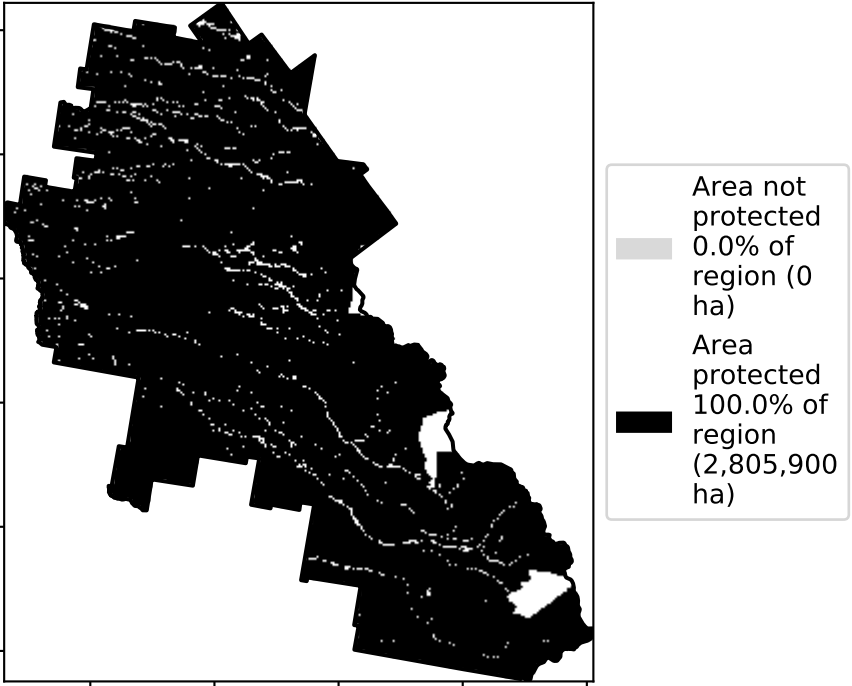 Area not
protected
0.0% of
region (0
ha)
Area
protected
100.0% of
region
(2,805,900
ha)